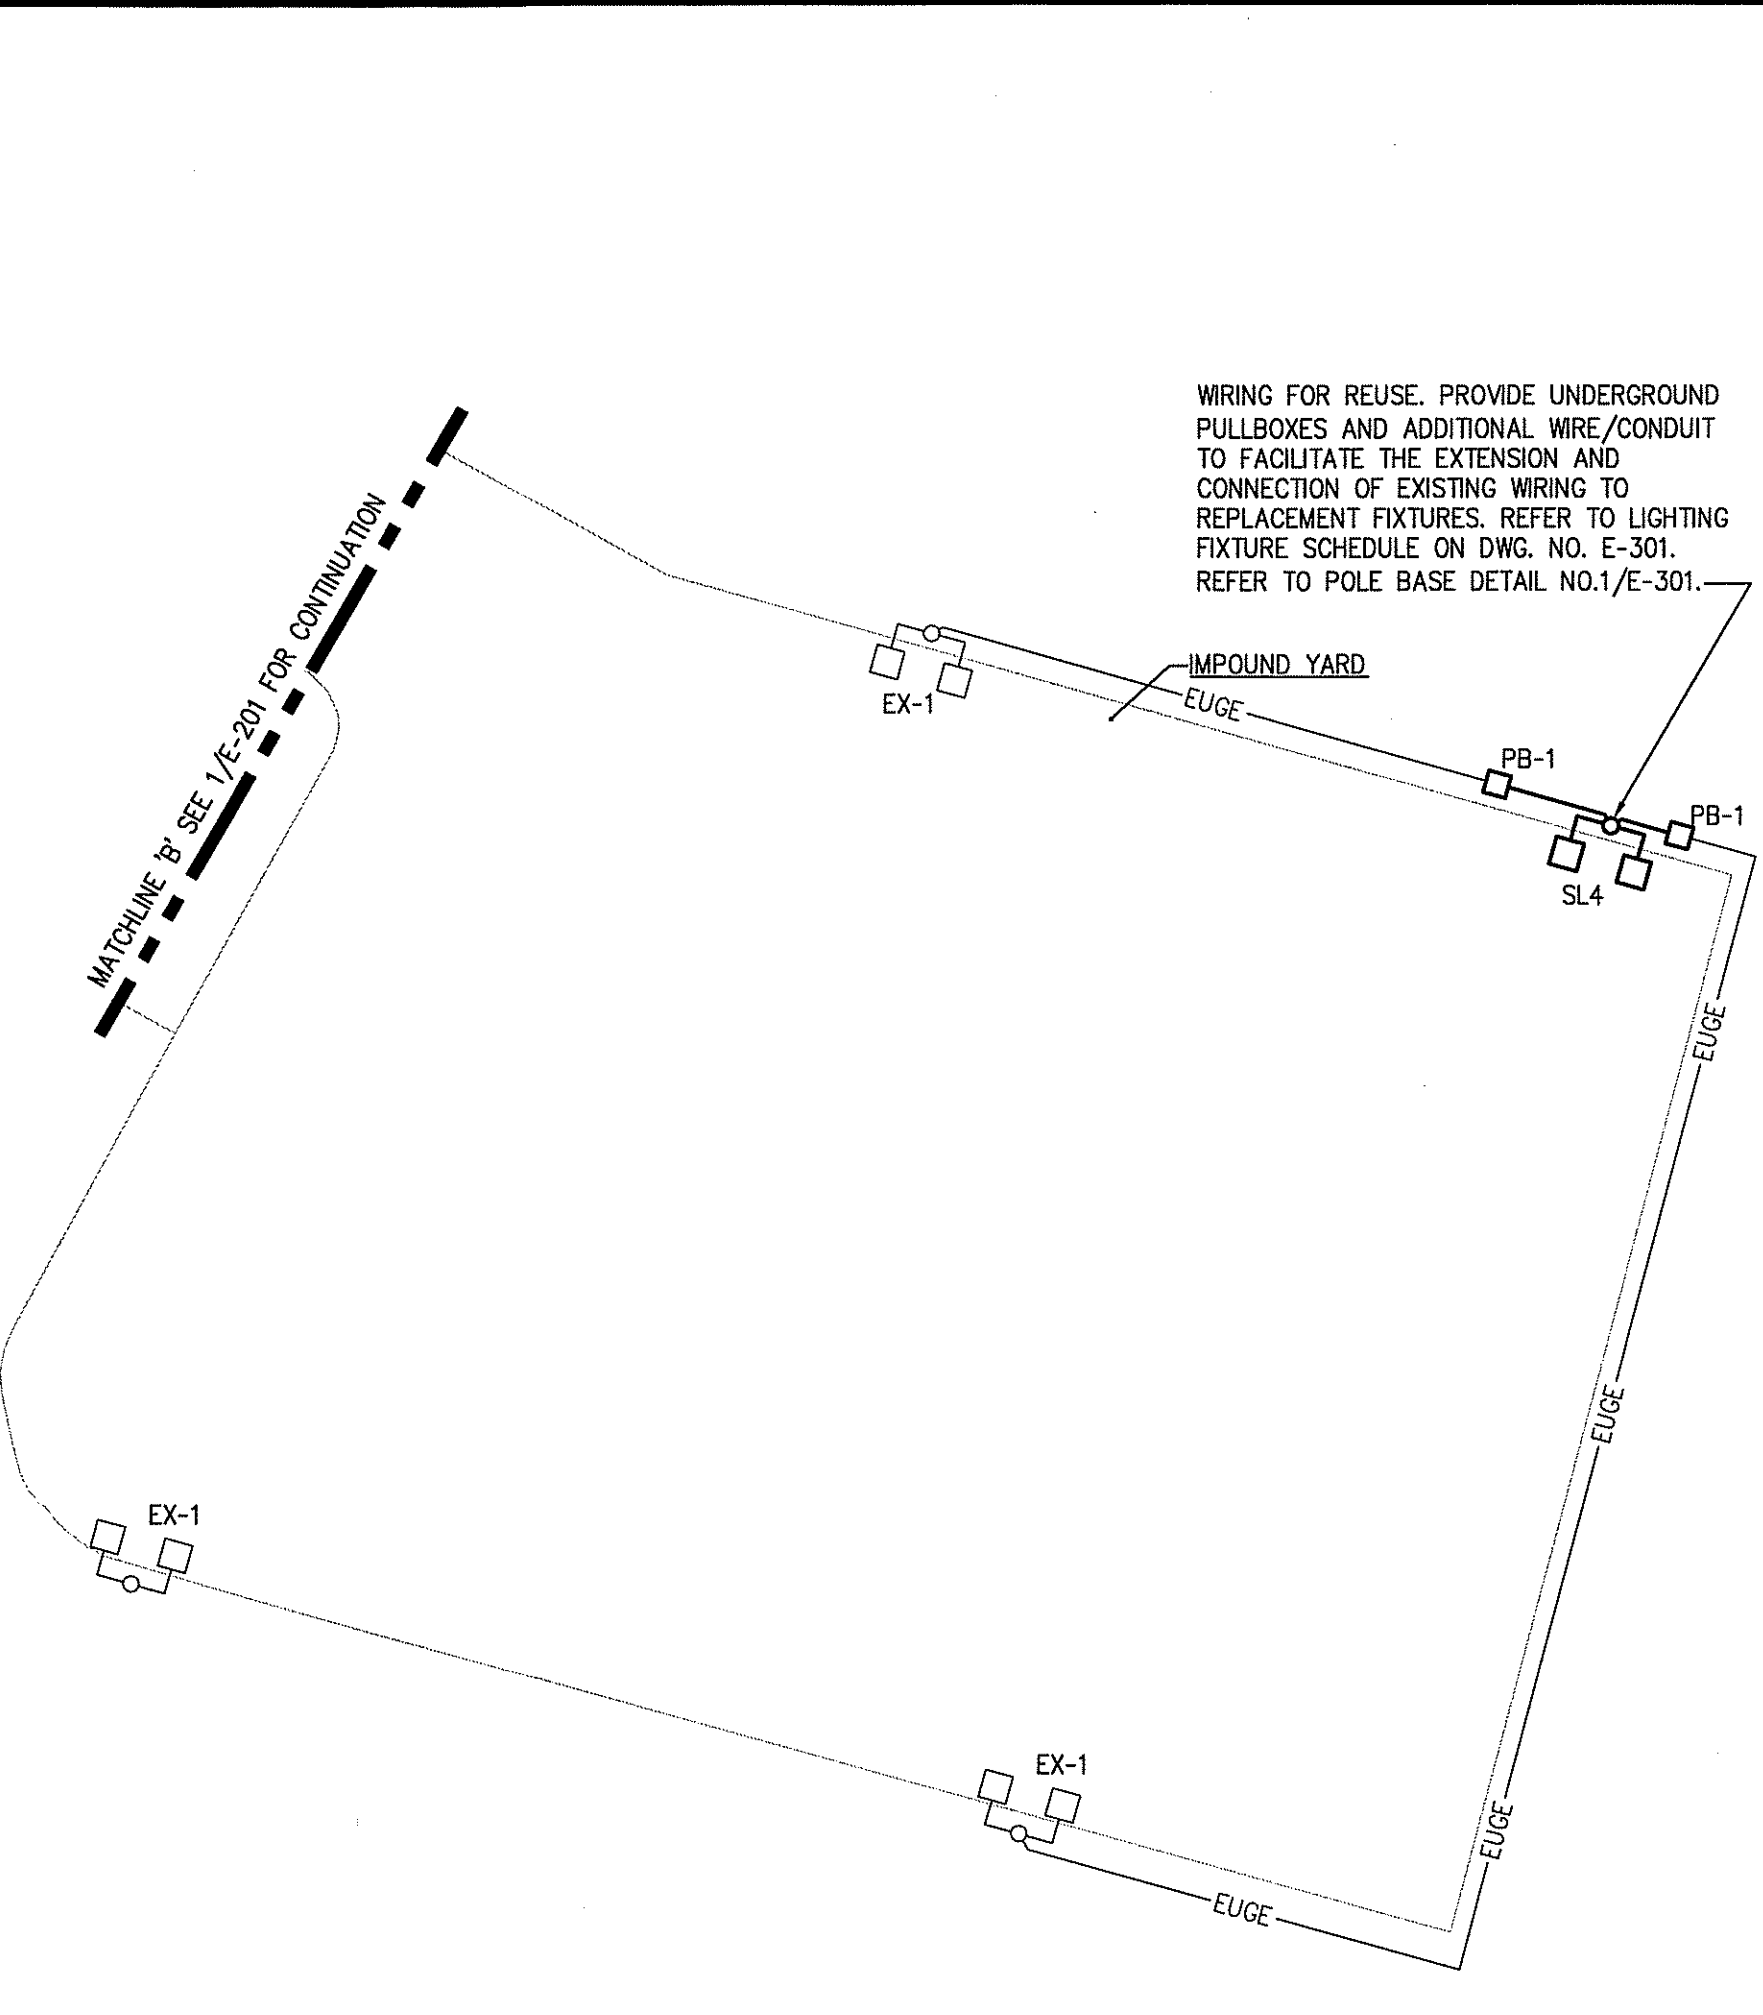 WIRING FOR REUSE. PROVIDE UNDERGROUND
PULLBOXES AND ADDITIONAL WIRE/CONDUIT
TO FACILITATE THE EXTENSION AND
CONNECTION OF EXISTING WIRING TO
REPLACEMENT FIXTURES. REFER TO LIGHTING
FIXTURE SCHEDULE ON DWG. NO. E-301.
REFER TO POLE BASE DETAIL NO.1/E-301.
MATCHLINE 'B' SEE 1/E-201 FOR CONTINUATION
IMPOUND YARD
EX-1
EUGE
PB-1
PB-1
SL4
EUGE
EUGE
EX-1
EX-1
EUGE
EUGE